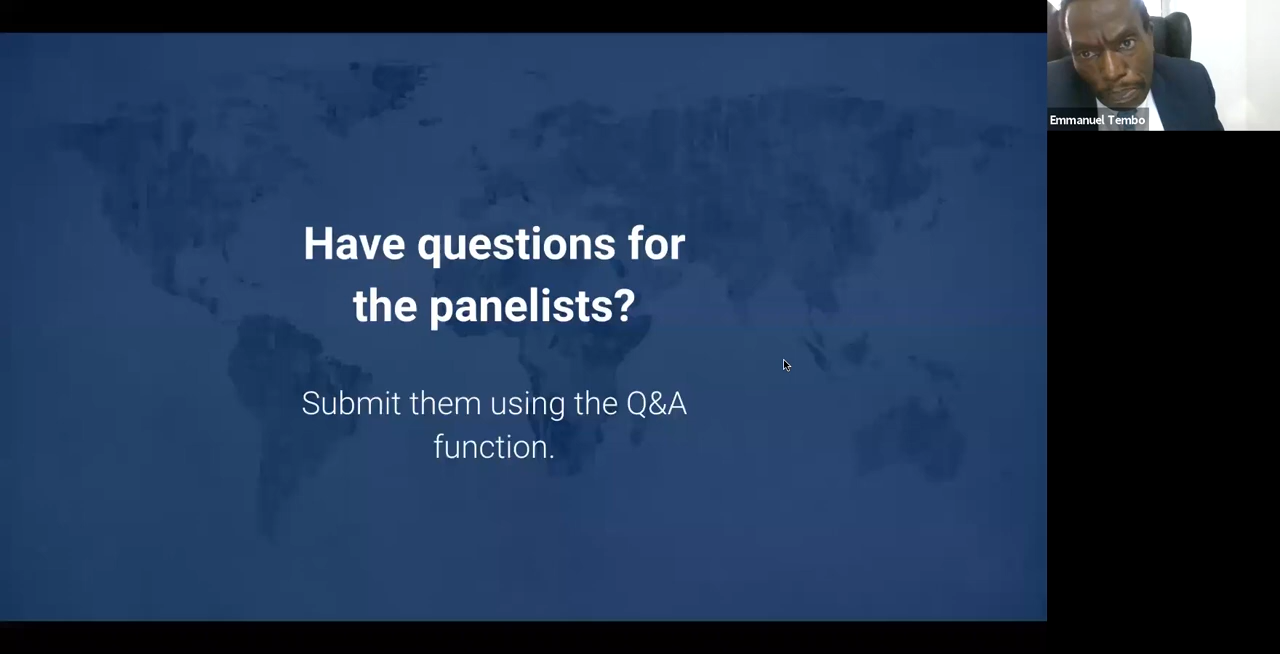 Have questions for
the panelists?
Submit them using the Q&A
function.
Emmanuel Tembo